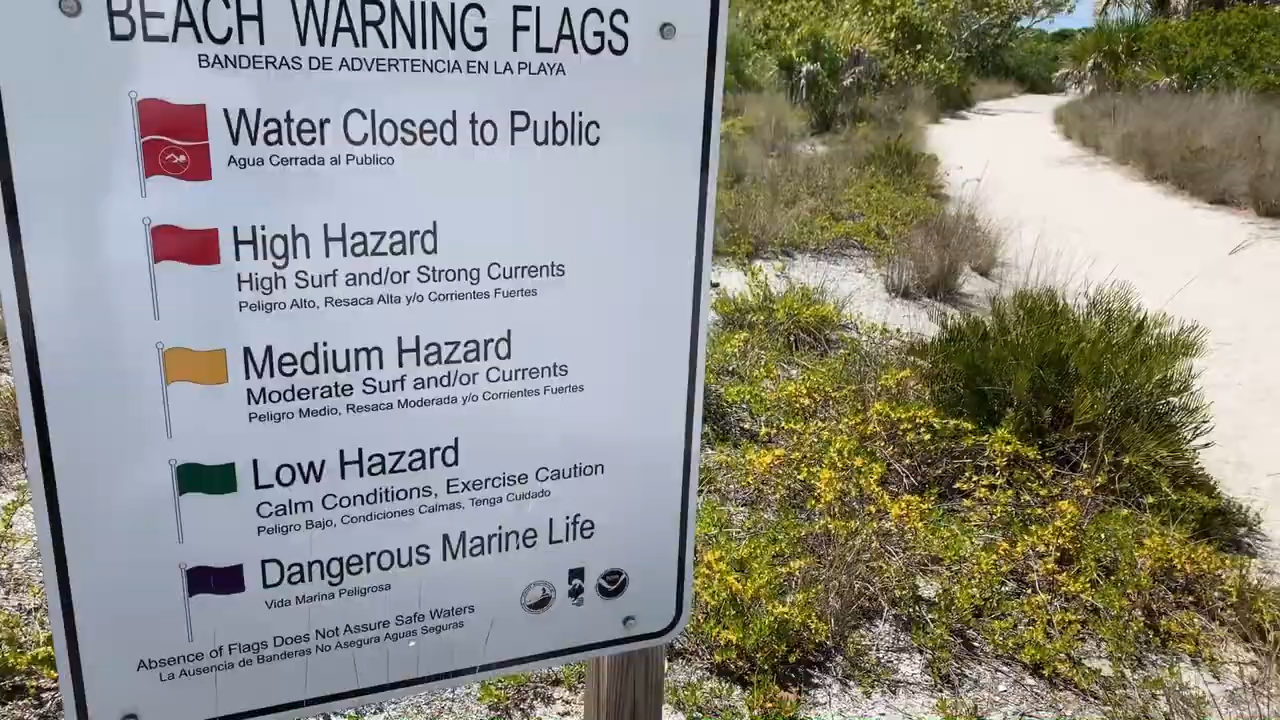 BEACH WARNING FLAGS
BANDERAS DE ADVERTENCIA EN LA PLAYA
Water Closed to Public
Agua Cerrada al Publico
High Hazard
High Surf and/or Strong Currents
Peligro Alto, Resaca Alta y/o Corrientes Fuertes
Medium Hazard
Moderate Surf and/or Currents
Peligro Medio, Resaca Moderada y/o Corrientes Fuertes
Low Hazard
Calm Conditions, Exercise Caution
Peligro Bajo, Condiciones Calmas, Tenga Cuidado
Dangerous Marine Life
Vida Marina Peligrosa
Absence of Flags Does Not Assure Safe Waters
La Ausencia de Banderas No Asegura Aguas Seguras